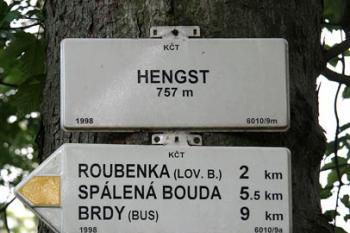 KČT
HENGST
757 m
1998 6010/9m
KČT
ROUBENKA (LOV. B.) 2 km
SPÁLENÁ BOUDA 5.5 km
BRDY (BUS) 9 km
1998 6010/9a